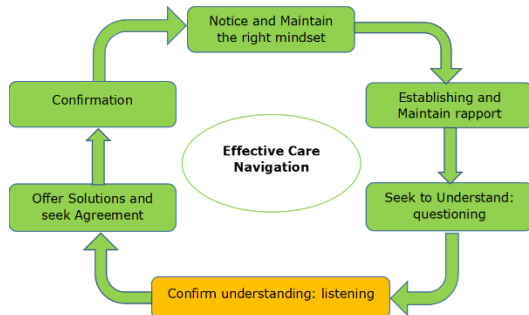 Notice and Maintain
the right mindset
Establishing and
Maintain rapport
Seek to Understand:
questioning
Confirm understanding: listening
Offer Solutions and
seek Agreement
Confirmation
Effective Care
Navigation